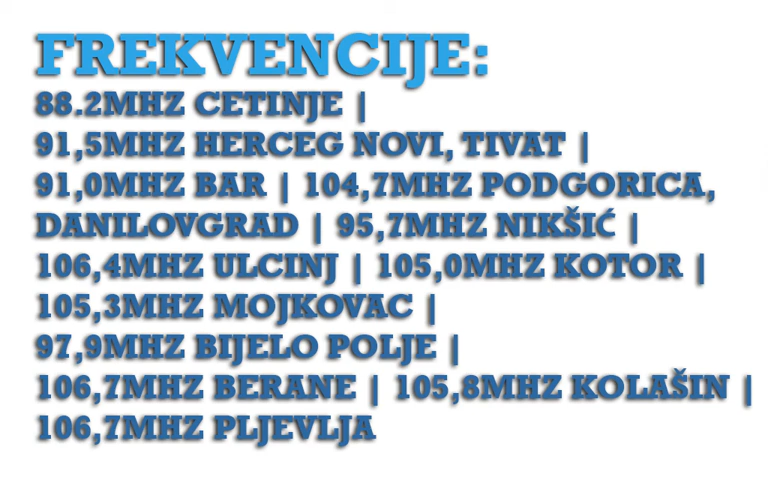 FREKVENCIJE:
88.2MHZ CETINJE |
91,5MHZ HERCEG NOVI, TIVAT |
91,0MHZ BAR | 104,7MHZ PODGORICA,
DANILOVGRAD | 95,7MHZ NIKŠIĆ |
106,4MHZ ULCINJ | 105,0MHZ KOTOR |
105,3MHZ MOJKOVAC |
97,9MHZ BIJELO POLJE |
106,7MHZ BERANE | 105,8MHZ KOLAŠIN |
106,7MHZ PLJEVLJA